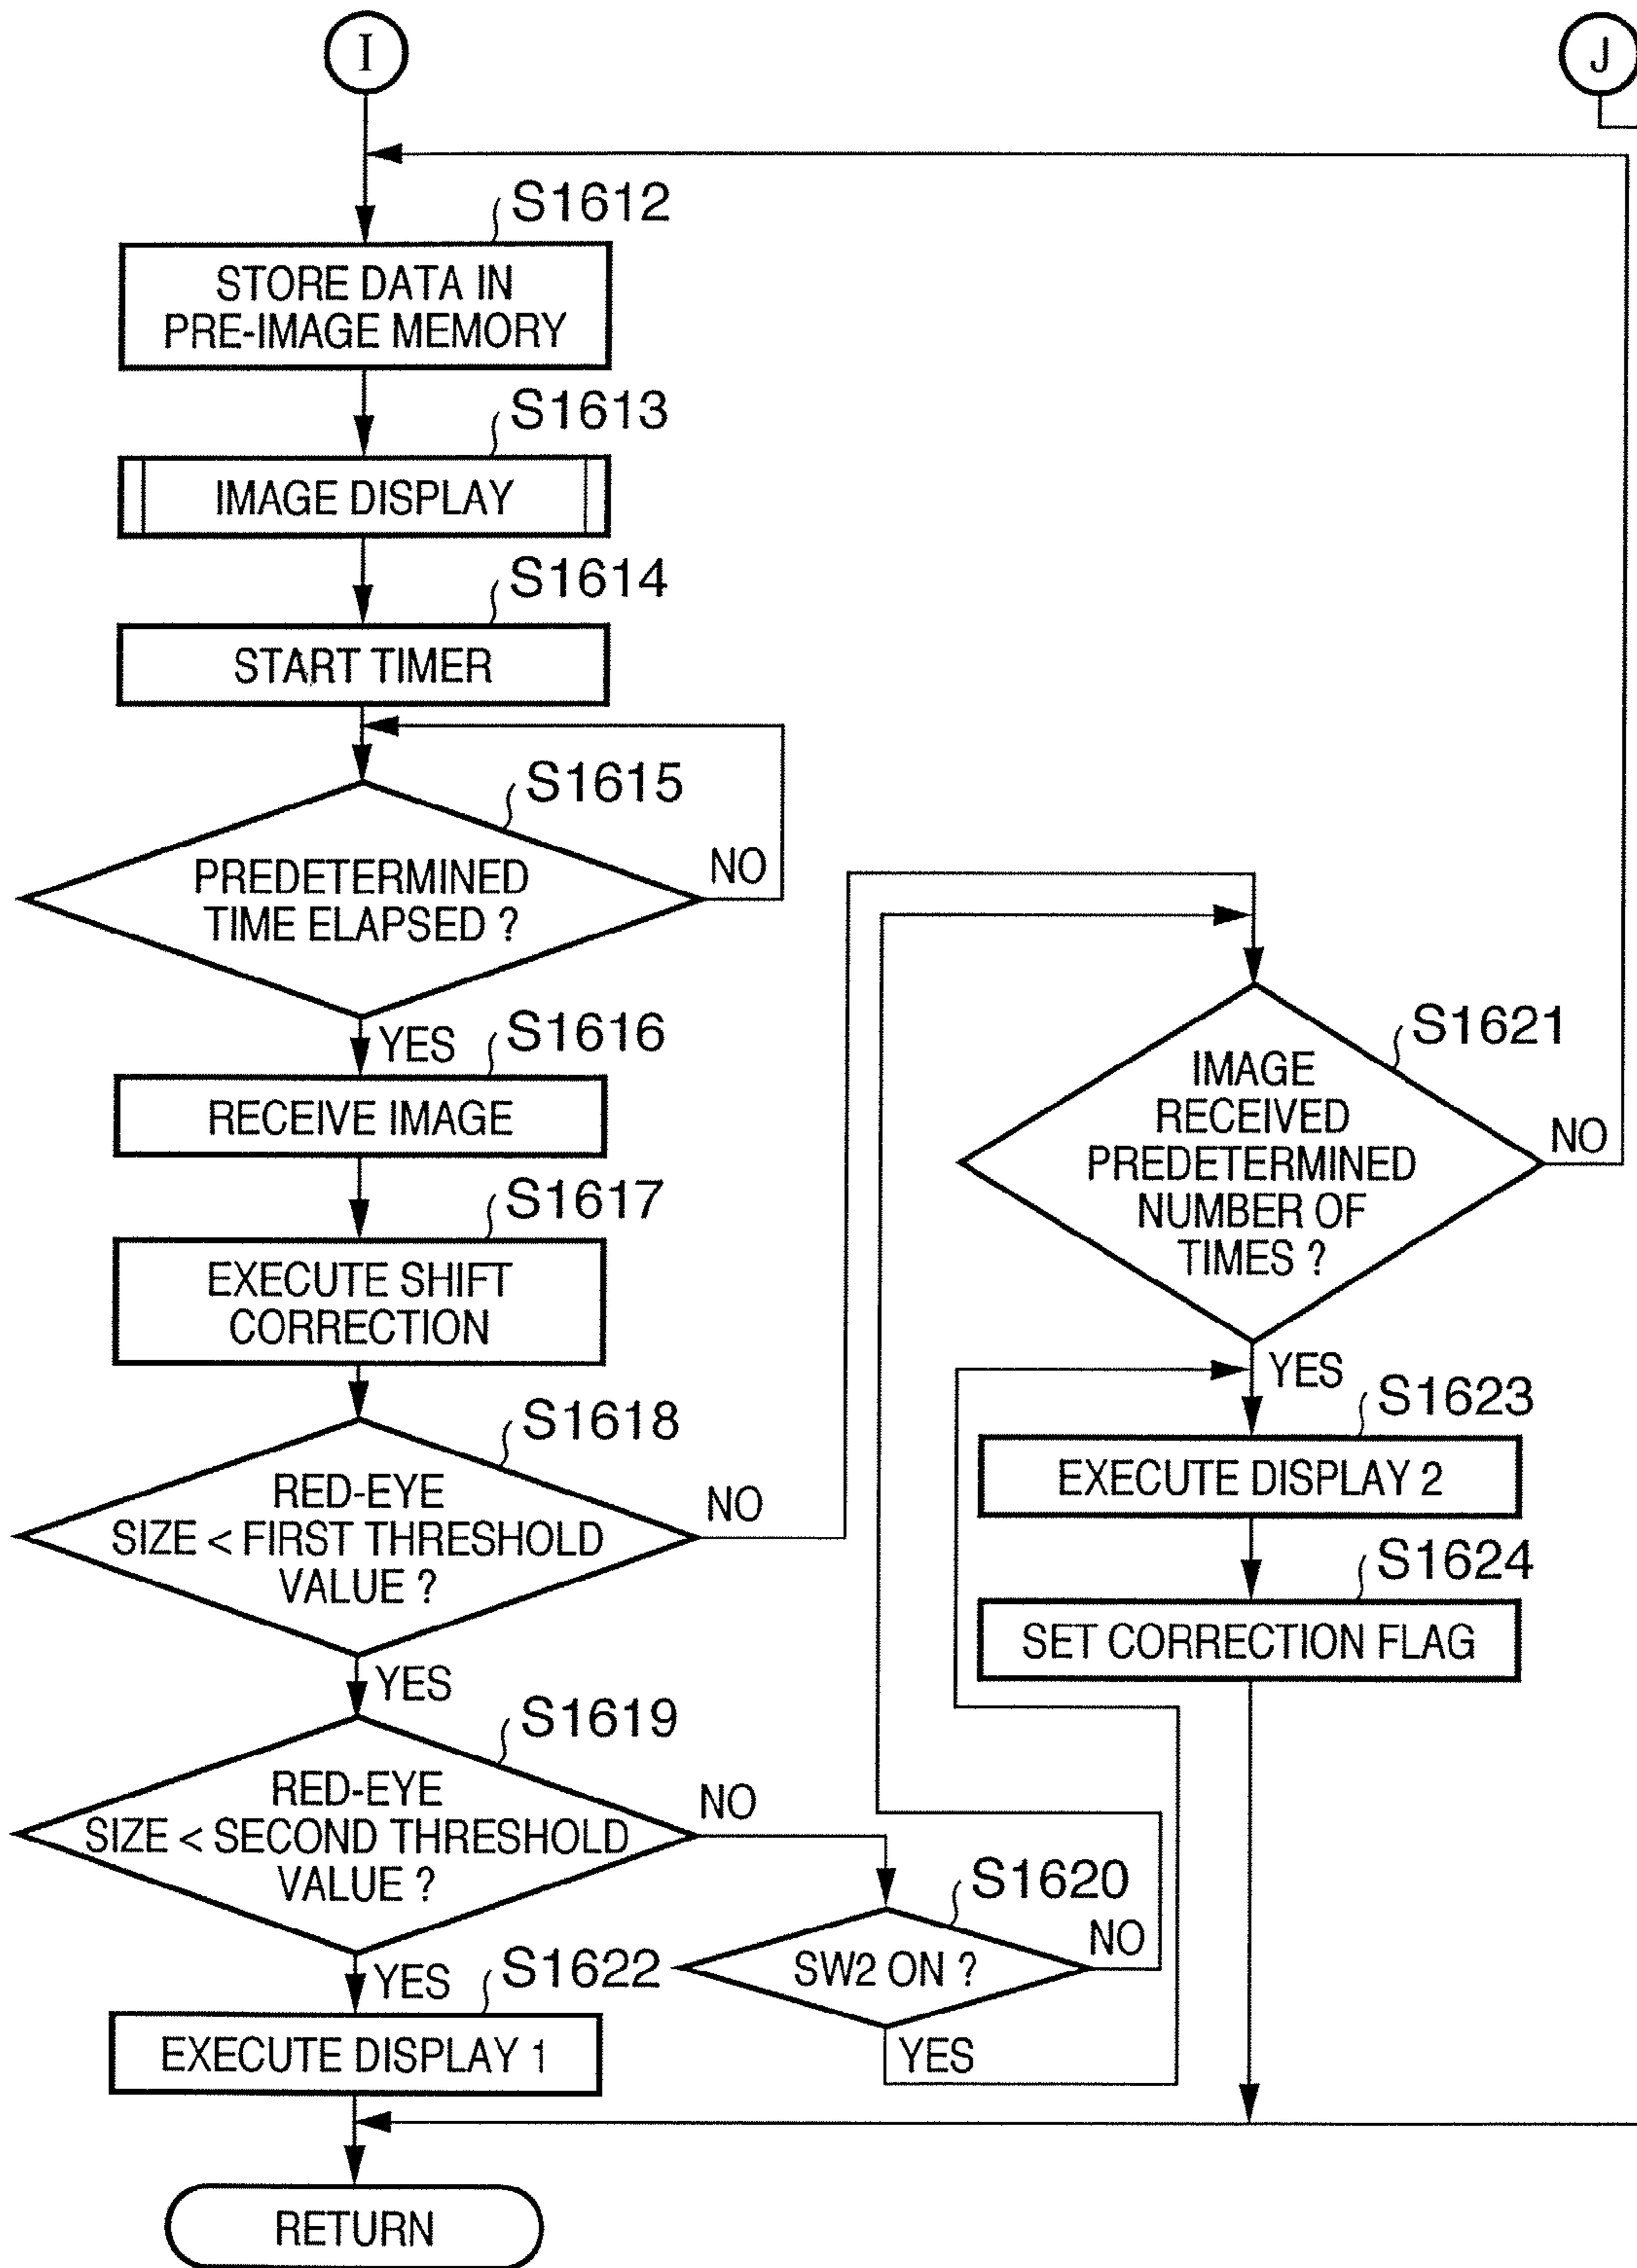 I
J
S1612
STORE DATA IN
PRE-IMAGE MEMORY
S1613
IMAGE DISPLAY
S1614
START TIMER
S1615
PREDETERMINED
TIME ELAPSED ?
NO
YES
S1616
RECEIVE IMAGE
S1617
EXECUTE SHIFT
CORRECTION
S1618
RED-EYE
SIZE < FIRST THRESHOLD
VALUE ?
NO
YES
S1619
RED-EYE
SIZE < SECOND THRESHOLD
VALUE ?
NO
YES
S1620
SW2 ON ?
NO
YES
S1622
EXECUTE DISPLAY 1
S1621
IMAGE
RECEIVED
PREDETERMINED
NUMBER OF
TIMES ?
NO
YES
S1623
EXECUTE DISPLAY 2
S1624
SET CORRECTION FLAG
RETURN